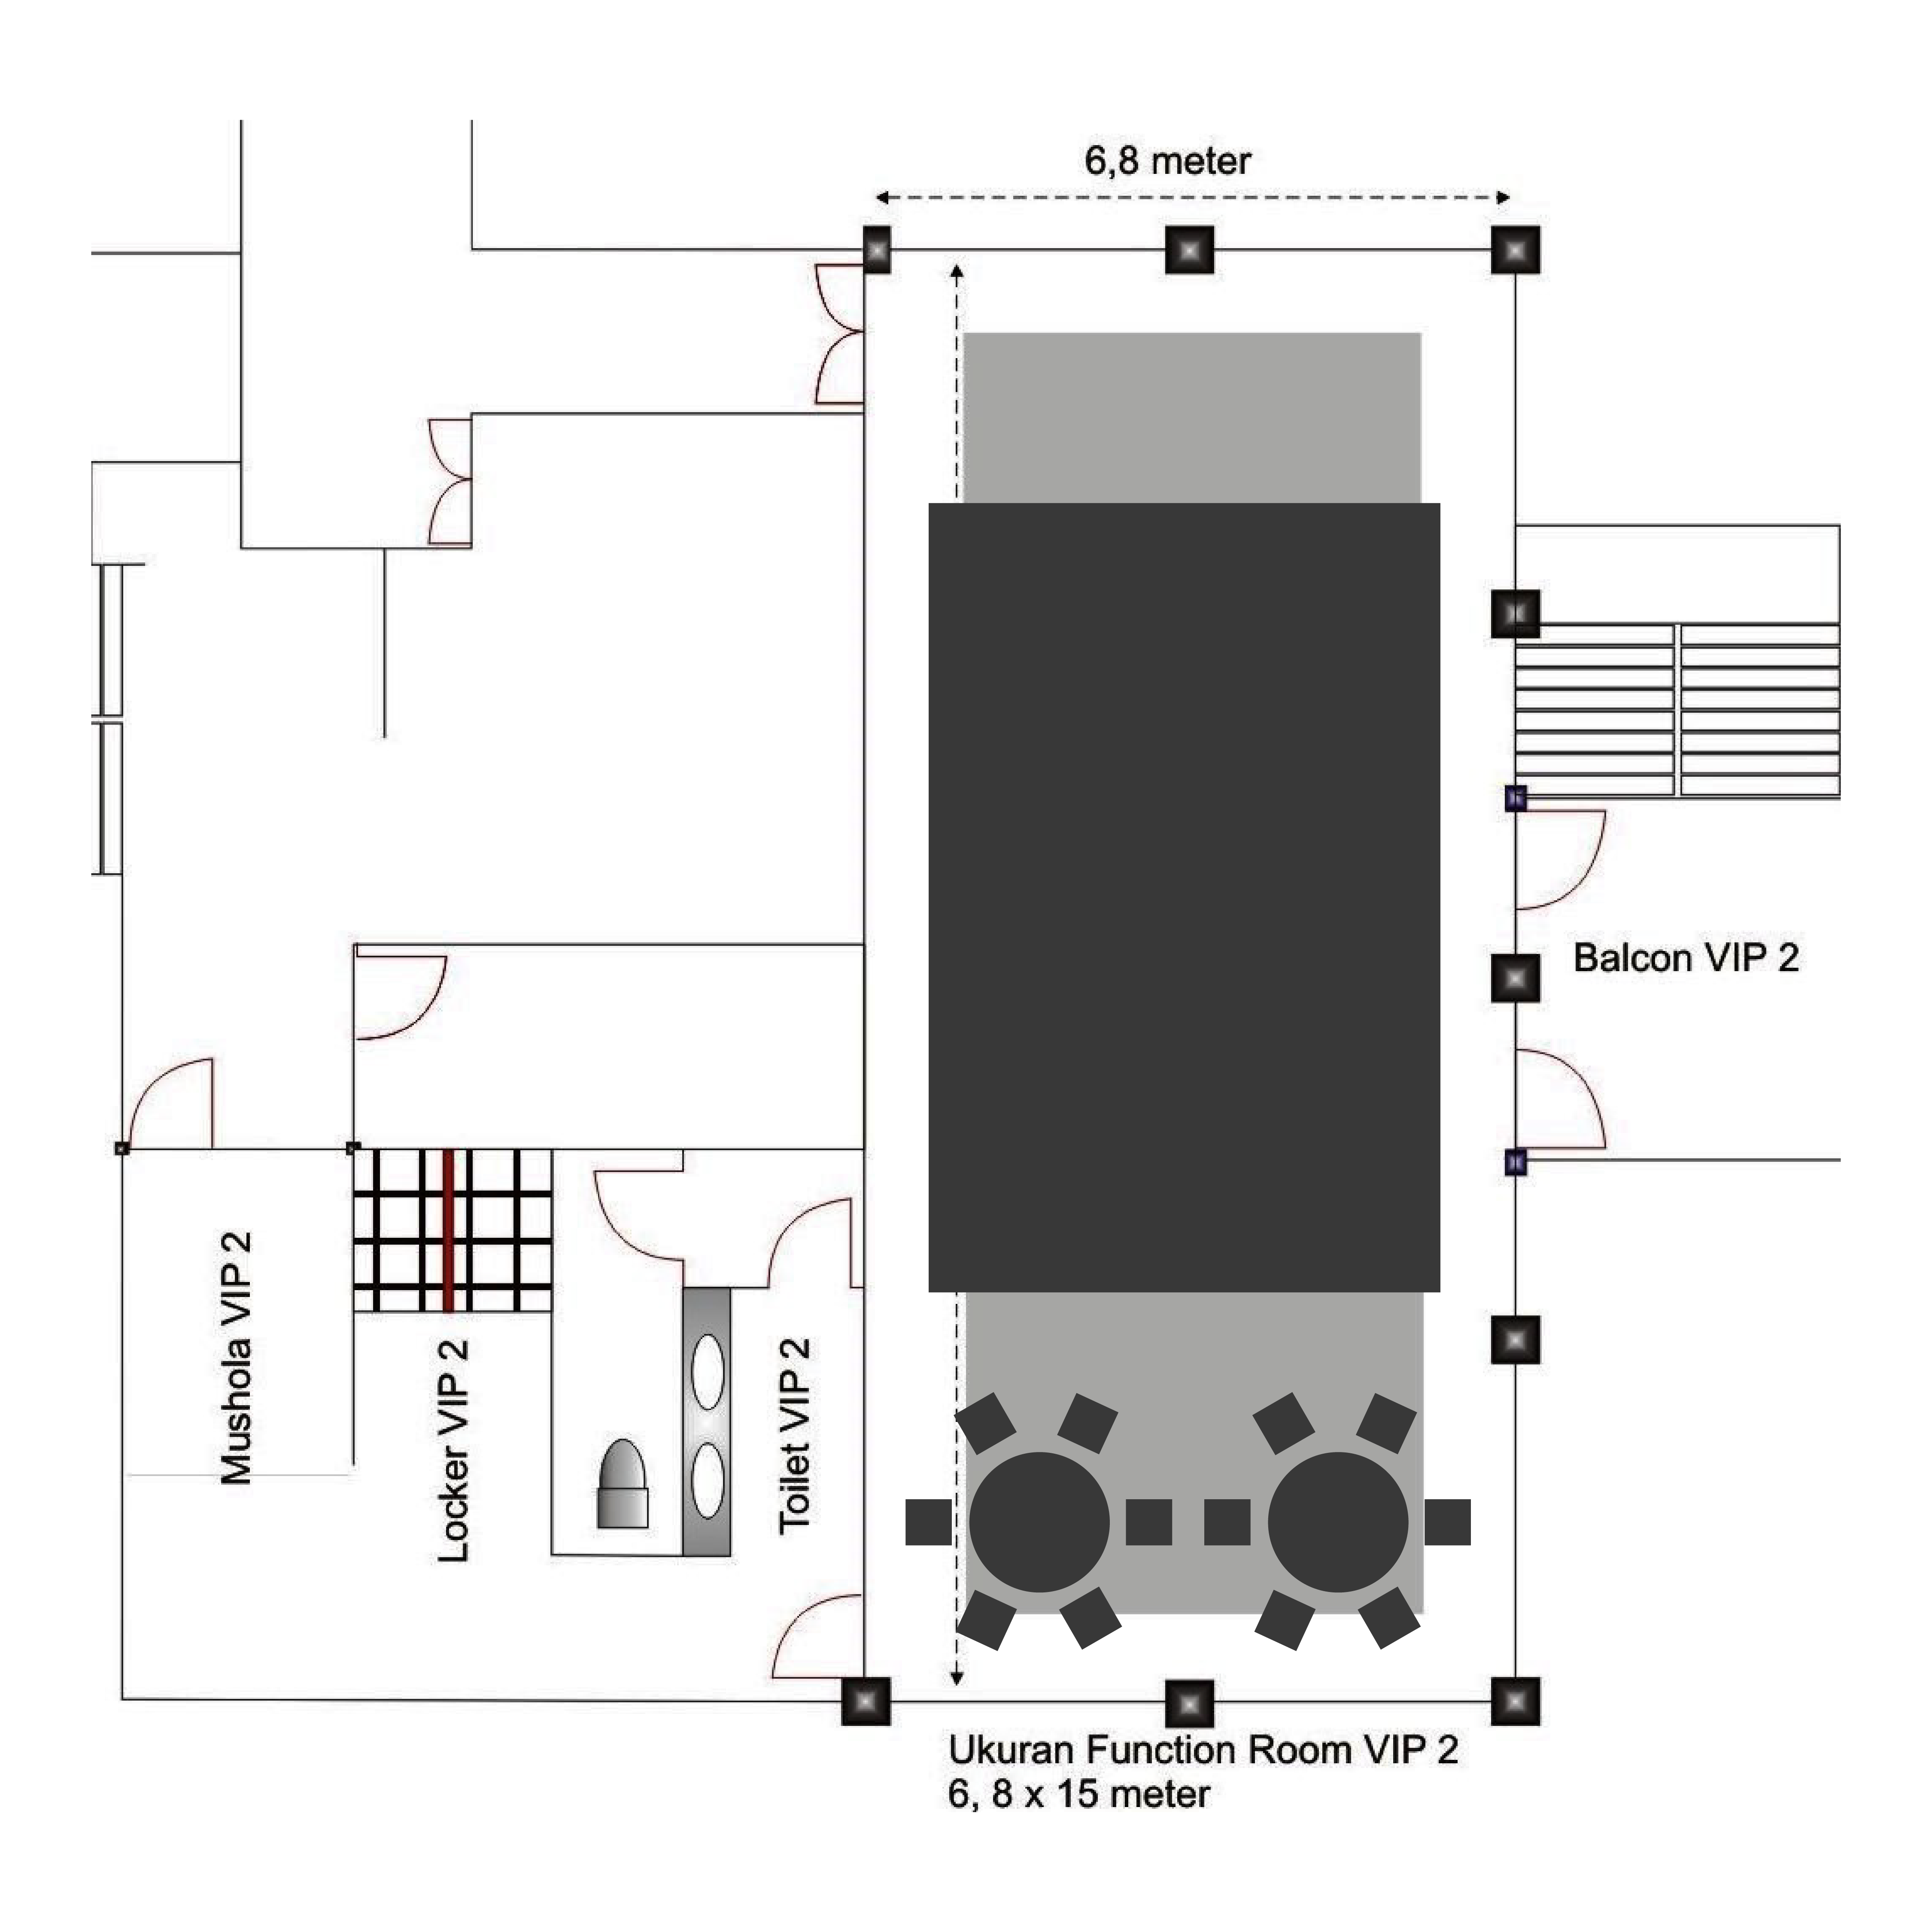 6,8 meter
Balcon VIP 2
Mushola VIP 2
Locker VIP 2
Toilet VIP 2
Ukuran Function Room VIP 2
6, 8 x 15 meter